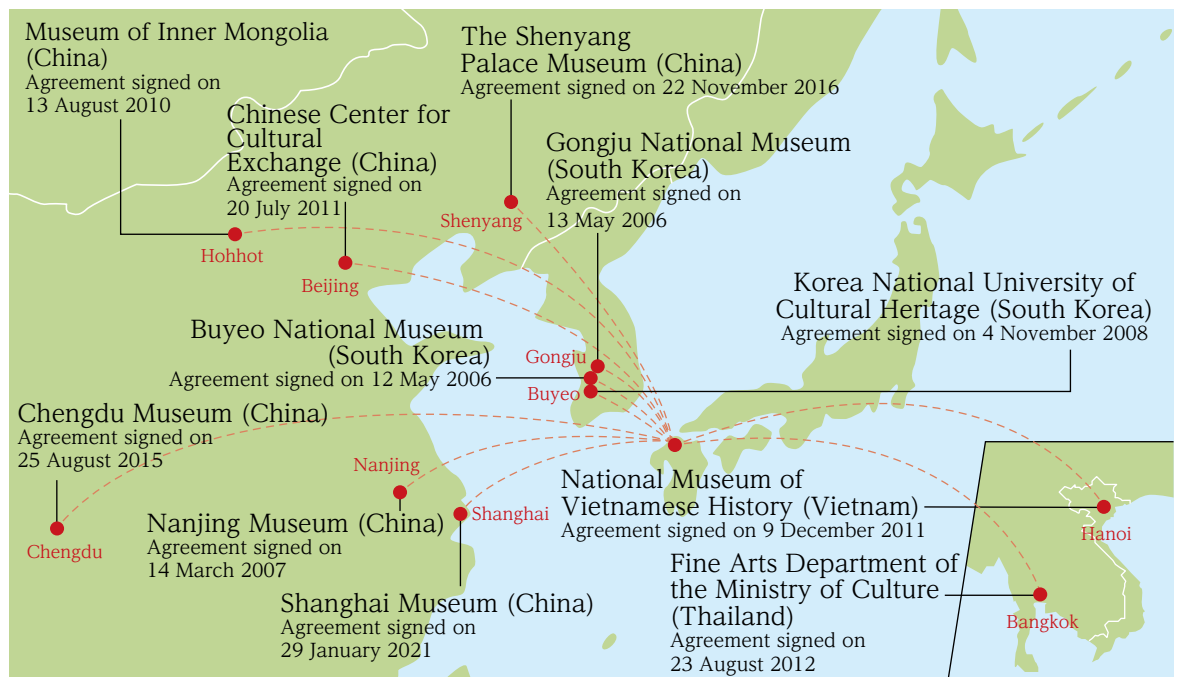 Museum of Inner Mongolia
(China)
Agreement signed on
13 August 2010
The Shenyang
Palace Museum (China)
Agreement signed on 22 November 2016
Chinese Center for
Cultural
Exchange (China)
Agreement signed on
20 July 2011
Gongju National Museum
(South Korea)
Agreement signed on
13 May 2006
Shenyang
Hohhot
Beijing
Korea National University of
Cultural Heritage (South Korea)
Agreement signed on 4 November 2008
Buyeo National Museum
(South Korea)
Agreement signed on 12 May 2006
Gongju
Buyeo
Chengdu Museum (China)
Agreement signed on
25 August 2015
Chengdu
Nanjing
Nanjing Museum (China)
Agreement signed on
14 March 2007
Shanghai
Shanghai Museum (China)
Agreement signed on
29 January 2021
National Museum of
Vietnamese History (Vietnam)
Agreement signed on 9 December 2011
Hanoi
Fine Arts Department of
the Ministry of Culture
(Thailand)
Agreement signed on
23 August 2012
Bangkok